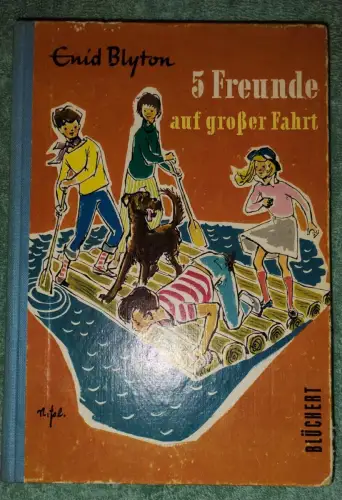 Enid Blyton
5 Freunde
auf großer Fahrt
BLÜCHERT